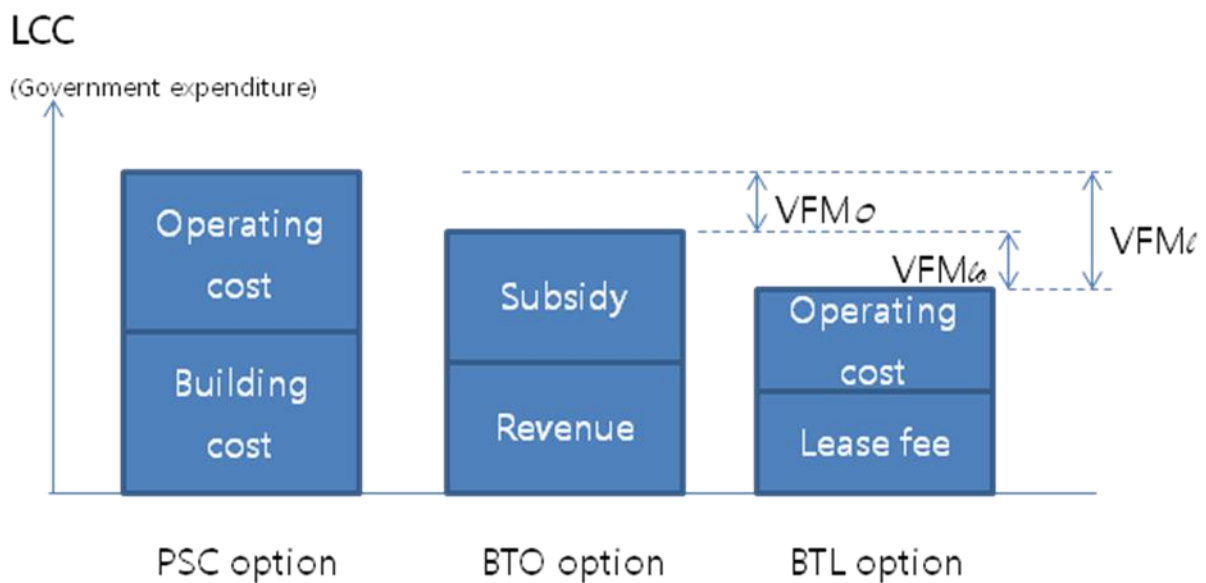 LCC
(Government expenditure)
Operating
cost
Building
cost
Subsidy
Revenue
VFMo
VFMlo
VFMl
Operating
cost
Lease fee
PSC option
BTO option
BTL option